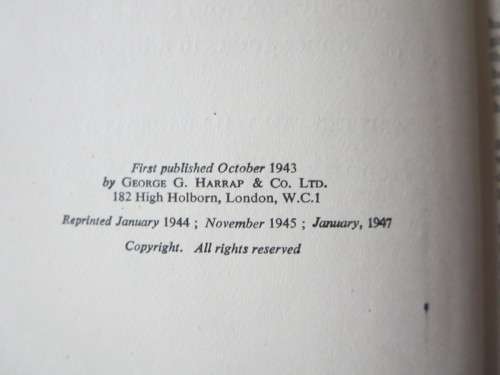 First published October 1943
by GEORGE G. HARRAP & CO. LTD.
182 High Holborn, London, W.C.1
Reprinted January 1944 ; November 1945 ; January, 1947
Copyright. All rights reserved